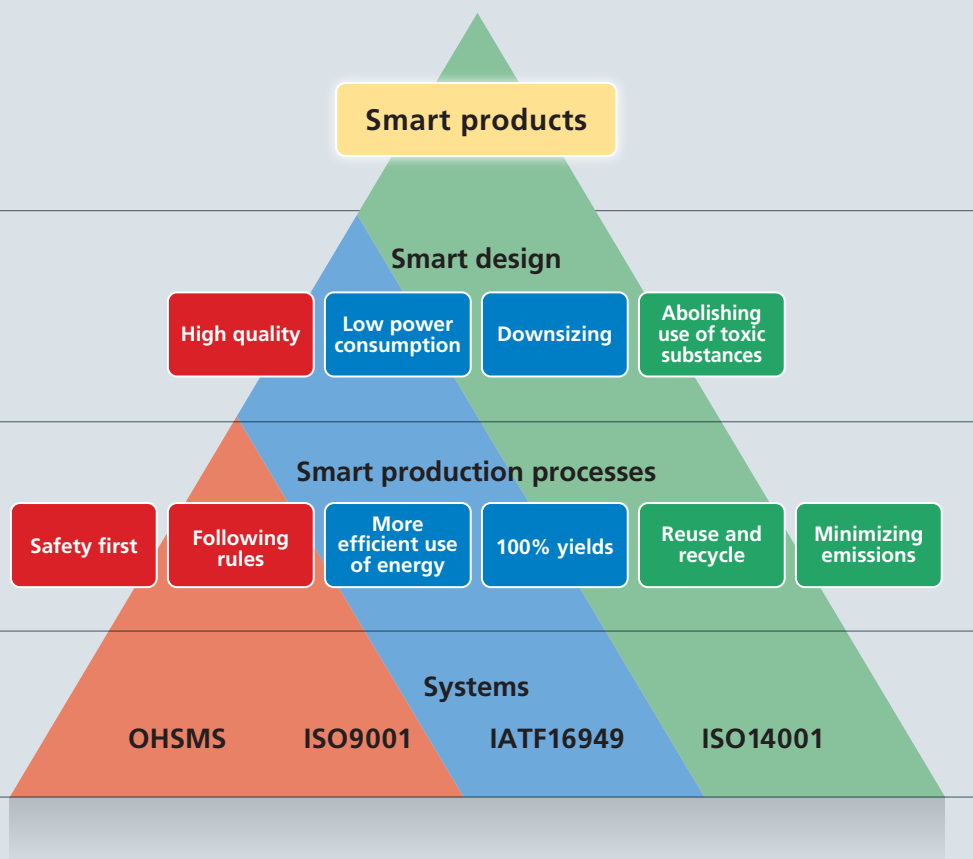 Smart products
Smart design
High quality
Low power
consumption
Downsizing
Abolishing
use of toxic
substances
Smart production processes
Safety first
Following
rules
More
efficient use
of energy
100% yields
Reuse and
recycle
Minimizing
emissions
Systems
OHSMS
ISO9001
IATF16949
ISO14001